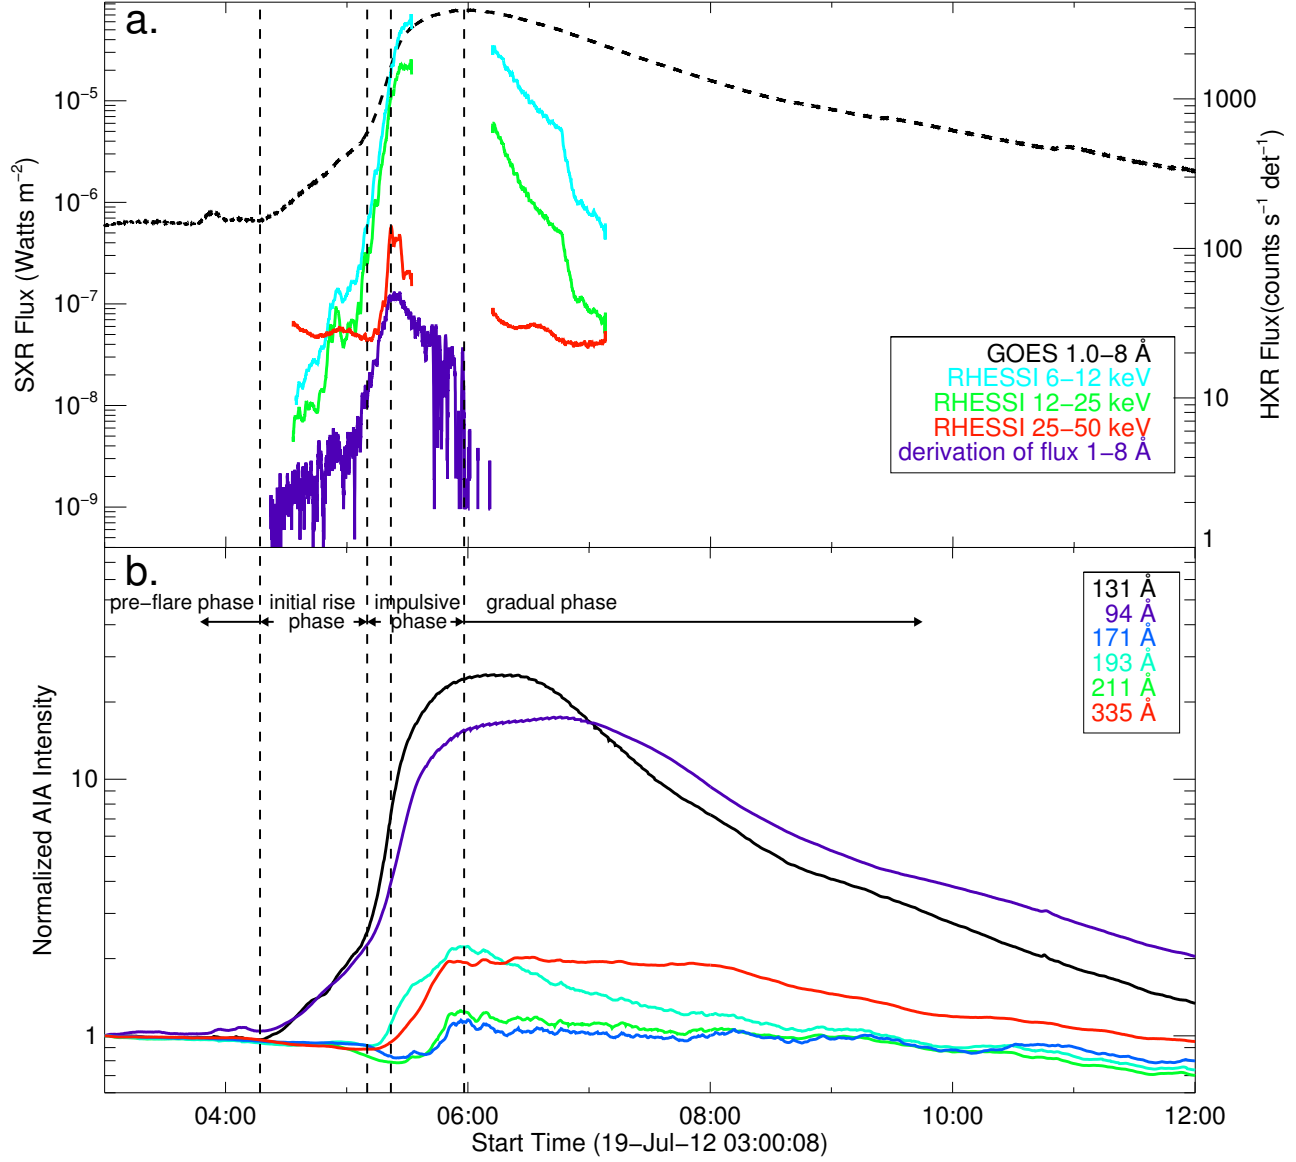 a.
10⁻⁵
10⁻⁶
10⁻⁷
10⁻⁸
10⁻⁹
SXR Flux (Watts m⁻²)
1000
100
10
1
HXR Flux(counts s⁻¹ det⁻¹)
GOES 1.0−8 Å
RHESSI 6−12 keV
RHESSI 12−25 keV
RHESSI 25−50 keV
derivation of flux 1−8 Å
b.
pre−flare phase
initial rise
phase
impulsive
phase
gradual phase
131 Å
94 Å
171 Å
193 Å
211 Å
335 Å
10
1
Normalized AIA Intensity
04:00
06:00
08:00
10:00
12:00
Start Time (19−Jul−12 03:00:08)